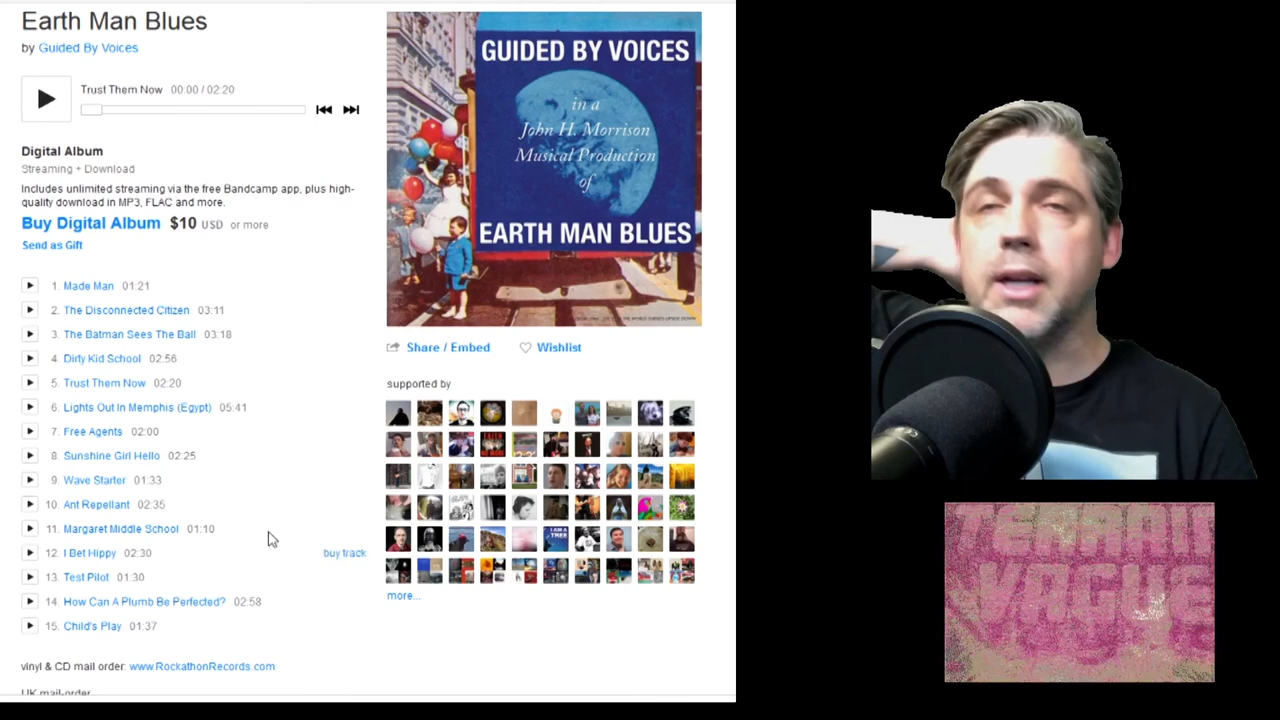 Earth Man Blues
by Guided By Voices
Trust Them Now 00:00 / 02:20
Digital Album
Streaming + Download
Includes unlimited streaming via the free Bandcamp app, plus high-
quality download in MP3, FLAC and more.
Buy Digital Album $10 USD or more
Send as Gift
1. Made Man 01:21
2. The Disconnected Citizen 03:11
3. The Batman Sees The Ball 03:18
4. Dirty Kid School 02:56
5. Trust Them Now 02:20
6. Lights Out In Memphis (Egypt) 05:41
7. Free Agents 02:00
8. Sunshine Girl Hello 02:25
9. Wave Starter 01:33
10. Ant Repellant 02:35
11. Margaret Middle School 01:10
12. I Bet Hippy 02:30 buy track
13. Test Pilot 01:30
14. How Can A Plumb Be Perfected? 02:58
15. Child's Play 01:37
vinyl & CD mail order: www.RockathonRecords.com
UK mail-order
GUIDED BY VOICES
in a
John H. Morrison
Musical Production
of
EARTH MAN BLUES
Share / Embed Wishlist
supported by
I AM A
TREE
more...
VAGUE